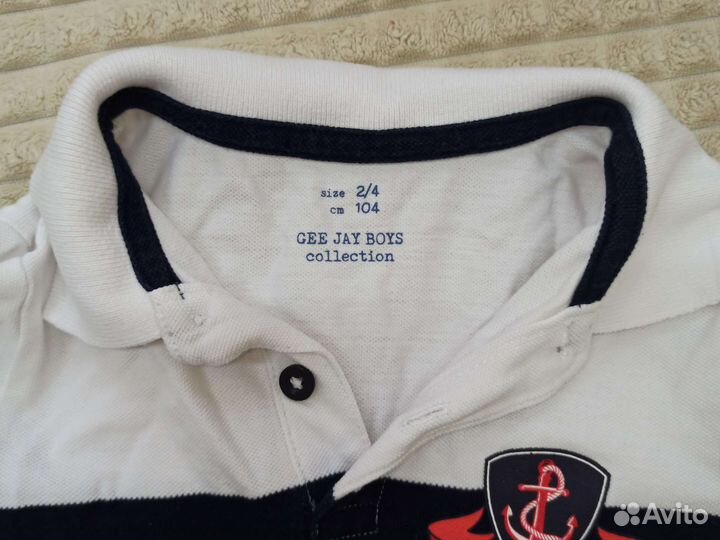 size 2/4
cm 104
GEE JAY BOYS
collection
Avito